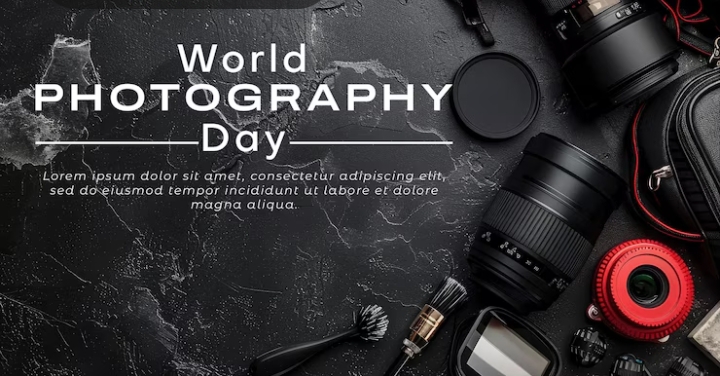 World
PHOTOGRAPHY
Day
Lorem ipsum dolor sit amet, consectetur adipiscing elit,
sed do eiusmod tempor incididunt ut labore et dolore
magna aliqua.